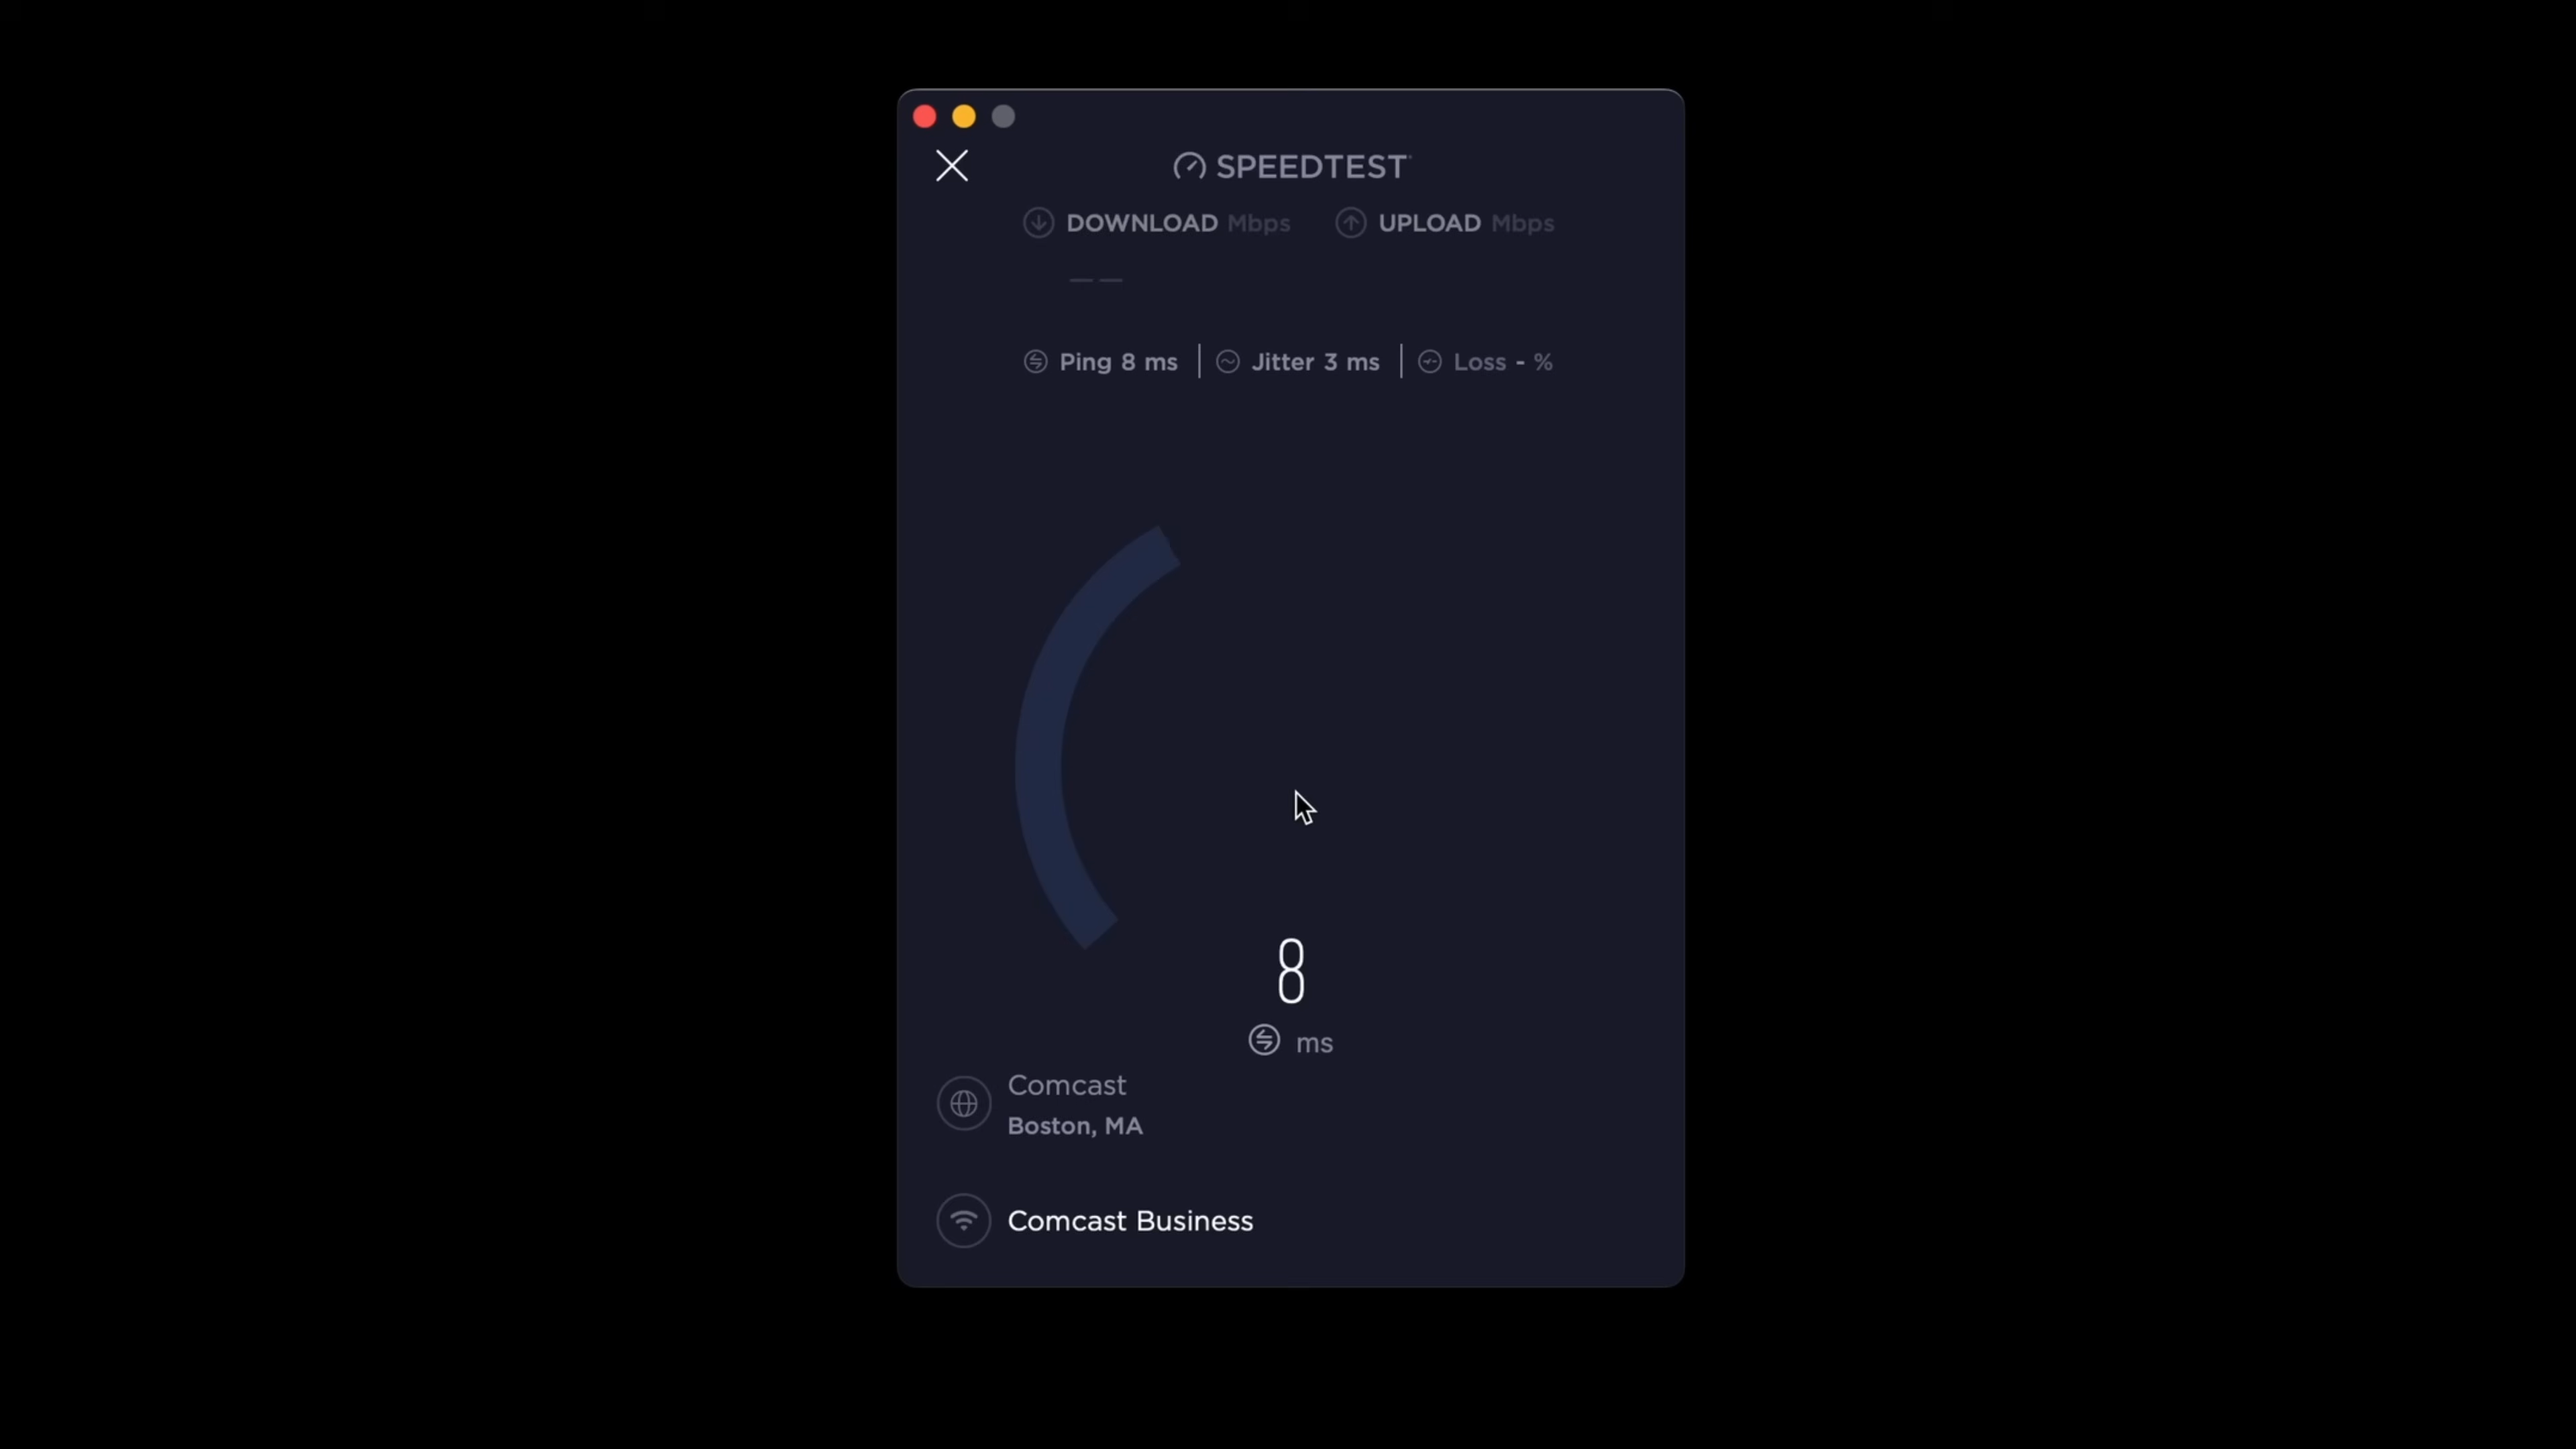 SPEEDTEST
DOWNLOAD Mbps UPLOAD Mbps
— —
Ping 8 ms Jitter 3 ms Loss - %
8
ms
Comcast
Boston, MA
Comcast Business